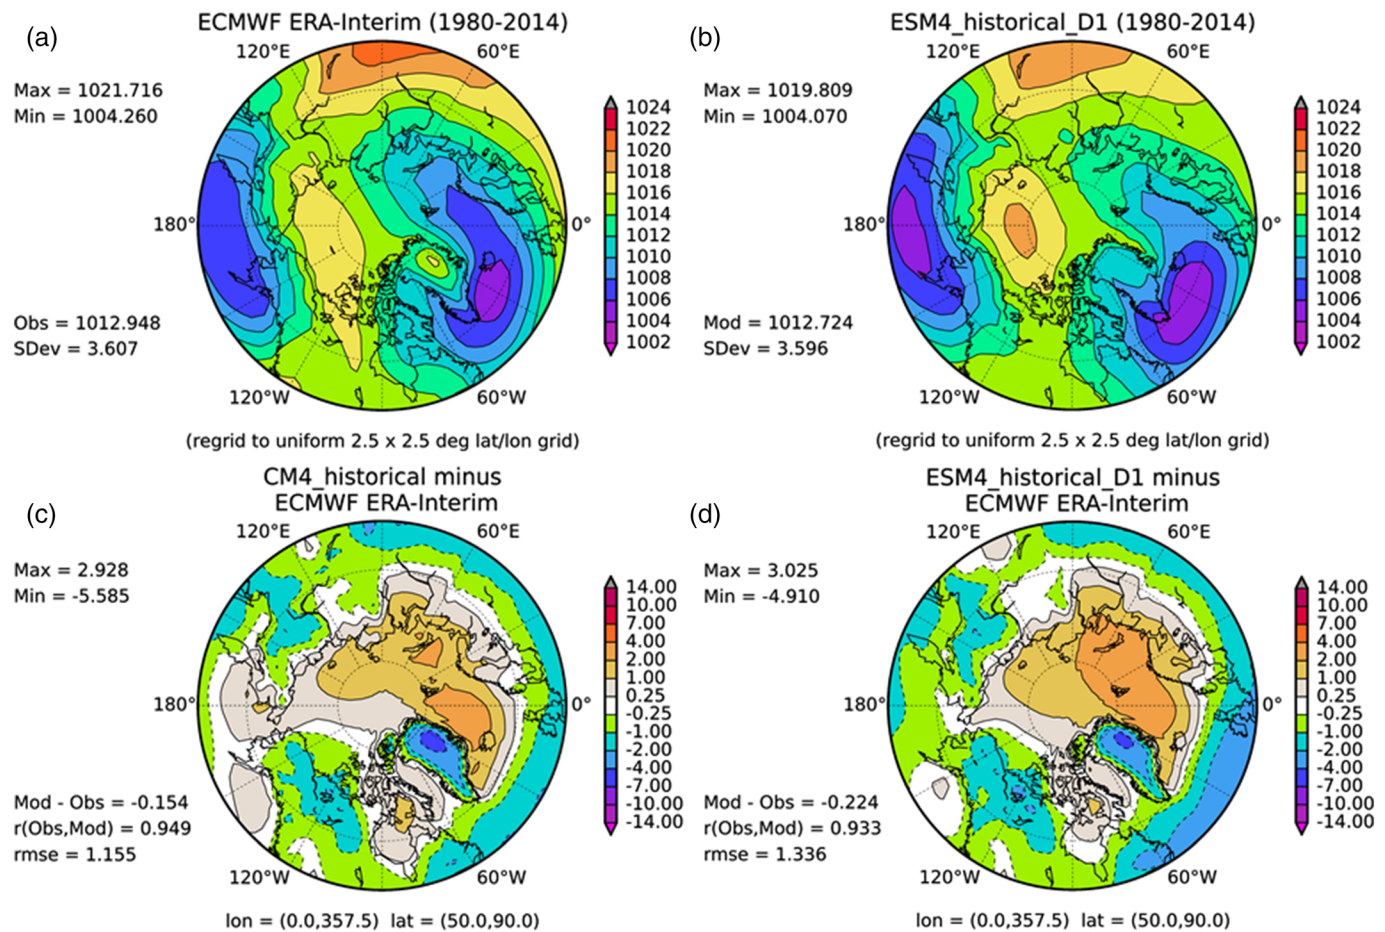 (a)
ECMWF ERA-Interim (1980-2014)
120°E
60°E
Max = 1021.716
Min = 1004.260
180°
0°
Obs = 1012.948
SDev = 3.607
120°W
60°W
1024
1022
1020
1018
1016
1014
1012
1010
1008
1006
1004
1002
(regrid to uniform 2.5 x 2.5 deg lat/lon grid)
(b)
ESM4_historical_D1 (1980-2014)
120°E
60°E
Max = 1019.809
Min = 1004.070
180°
0°
Mod = 1012.724
SDev = 3.596
120°W
60°W
1024
1022
1020
1018
1016
1014
1012
1010
1008
1006
1004
1002
(regrid to uniform 2.5 x 2.5 deg lat/lon grid)
(c)
CM4_historical minus
ECMWF ERA-Interim
120°E
60°E
Max = 2.928
Min = -5.585
180°
0°
Mod - Obs = -0.154
r(Obs,Mod) = 0.949
rmse = 1.155
120°W
60°W
14.00
10.00
7.00
4.00
2.00
1.00
0.25
-0.25
-1.00
-2.00
-4.00
-7.00
-10.00
-14.00
lon = (0.0,357.5) lat = (50.0,90.0)
(d)
ESM4_historical_D1 minus
ECMWF ERA-Interim
120°E
60°E
Max = 3.025
Min = -4.910
180°
0°
Mod - Obs = -0.224
r(Obs,Mod) = 0.933
rmse = 1.336
120°W
60°W
14.00
10.00
7.00
4.00
2.00
1.00
0.25
-0.25
-1.00
-2.00
-4.00
-7.00
-10.00
-14.00
lon = (0.0,357.5) lat = (50.0,90.0)